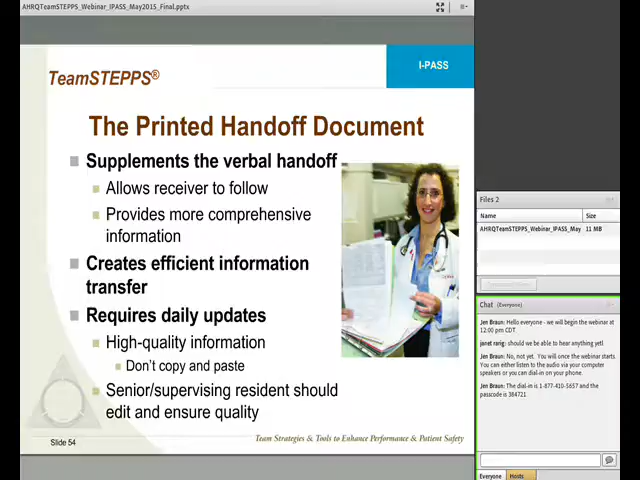 AHRQTeamSTEPPS_Webinar_IPASS_May2015_Final.pptx
I-PASS
TeamSTEPPS®
The Printed Handoff Document
Supplements the verbal handoff
Allows receiver to follow
Provides more comprehensive
information
Creates efficient information
transfer
Requires daily updates
High-quality information
Don't copy and paste
Senior/supervising resident should
edit and ensure quality
Slide 54
Team Strategies & Tools to Enhance Performance & Patient Safety
Files 2
Name Size
AHRQTeamSTEPPS_Webinar_IPASS_May 11 MB
Chat (Everyone)
Jen Braun: Hello everyone - we will begin the webinar at
12:00 pm CDT.
janet rarig: should we be able to hear anything yetl
Jen Braun: No, not yet. You will once the webinar starts.
You can either listen to the audio via your computer
speakers or you can dial-in on your phone.
Jen Braun: The dial-in is 1-877-410-5657 and the
passcode is 384721
Everyone Hosts